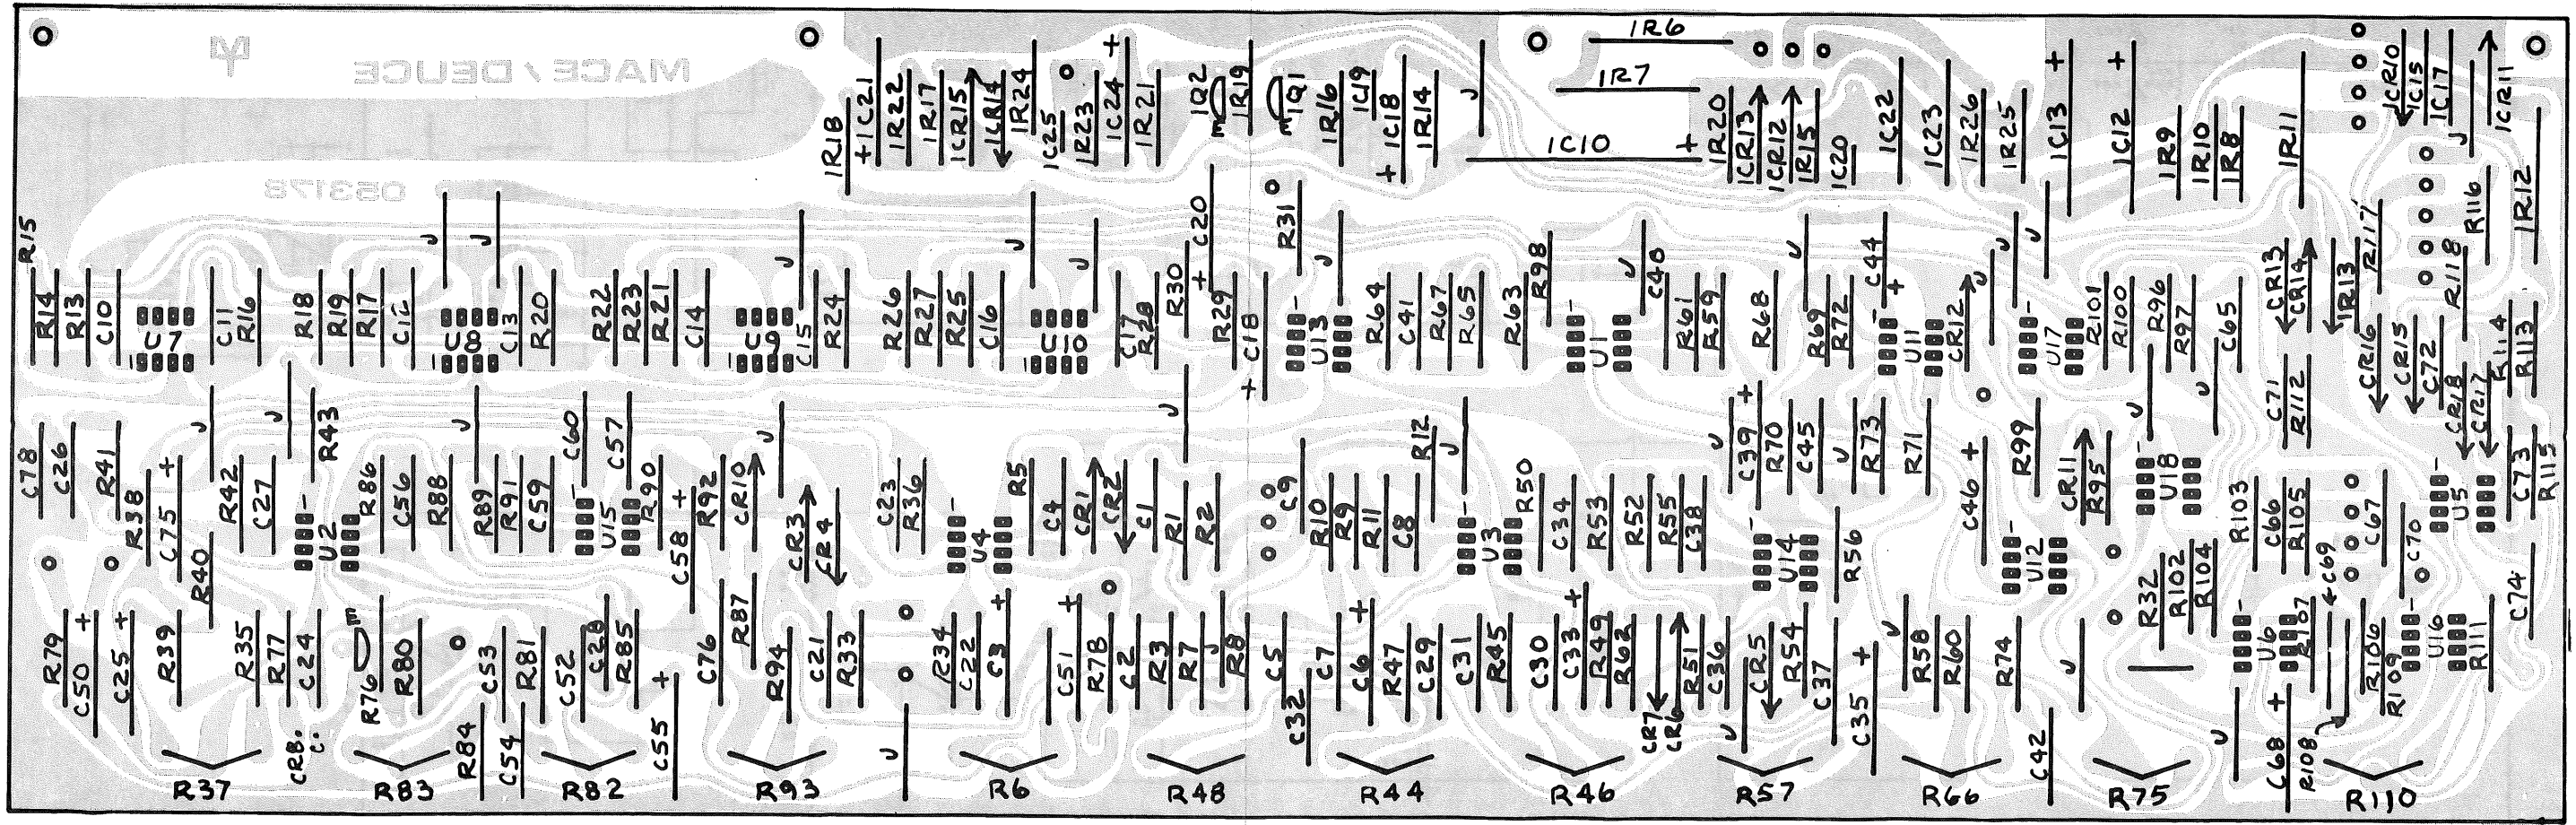 MACE/DEUCE
053178
1R18
+1C21
1R22
1R17
1CR15
1CR14
1R24
1C25
1R23
1C24 +
1R21
1Q2
E
1R19
1Q1
E
1R16
1C19
+ 1C18
1R14
J
1R6
1R7
1C10 +
1R20
1CR13
1CR12
1R15
1C20
1C22
1C23
1R26
1R25
1C13 +
1C12 +
1R9
1R10
1R8
1R11
1CR10
1C15
1C17
J
1CR11
1R12
R116
R15
R14
R13
C10
U7
C11
R16
R18
R19
R17
C12
J
U8
J
C13
R20
R22
R23
R21
C14
U9
J
C15
R24
R26
R27
R25
C16
J
U10
J
C17
R28
R30
+ C20
R29
C18
+
R31
U13
J
R64
C41
R67
R65
R63
R98
U1
J
C48
R61
R59
R68
J
R69
R72
C44
+
U11
CR12
J
J
U17
R101
R100
R96
R97
C65
CR13
CR14
1R13
R117
R118
CR16
CR15
C72
CR18
CR17
R114
R113
C78
C26
R41
R38
C75 +
R40
J
R42
C27
J
R43
U2
R86
C56
R88
J
R89
R91
C59
C60
U15
C57
R90
C58 +
R92
CR10
J
CR3
CR4
C23
R36
U4
R5
C4
CR1
CR2
C1
J
R1
R2
C9
R10
R9
R11
C8
R12
J
U3
R50
C34
R53
R52
R55
C38
J
C39 +
R70
C45
J
R73
R71
U14
R56
C46 +
R99
U12
CR11
R95
J
U18
J
C71
R112
R103
C66
R105
C67
C70
C69
U5
C73
R115
C74
R79
C50 +
C25 +
R39
R35
R77
C24
E
R76
R80
C53
R81
C52
C28
R85
+
C55
C76
R87
R94
C21
R33
J
R34
C22
C3 +
C51 +
R78
C2
R3
R7
J
R8
C5
C32
C7
C6 +
R47
C29
C31
R45
C30
C33 +
R49
R62
CR7
CR6
R51
C36
J
CR5
R54
C37
C35 +
J
R58
R60
R74
C42
J
R32
R102
R104
U6
R107
R106
R109
U16
R111
J
C68 +
R108
R37
CR8.
C.
R83
R84
C54
R82
R93
R6
R48
R44
R46
R57
R66
R75
R110